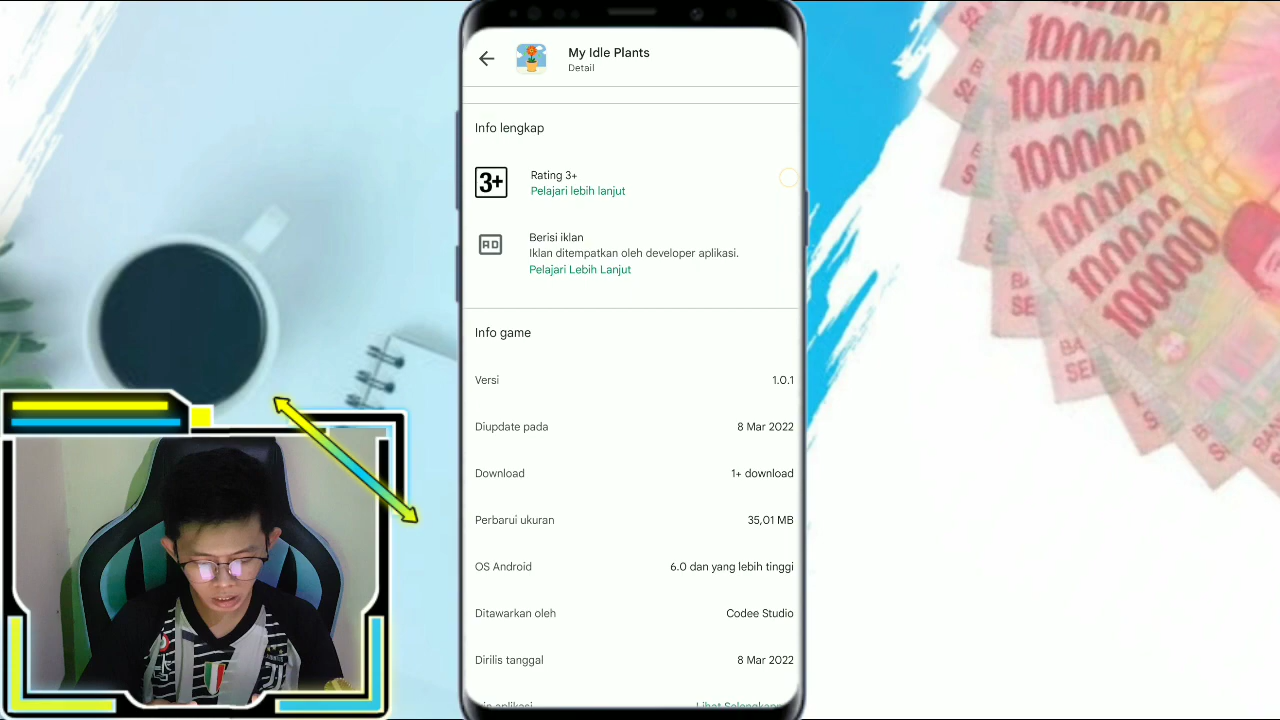 My Idle Plants
Detail
Info lengkap
3+
Rating 3+
Pelajari lebih lanjut
AD
Berisi iklan
Iklan ditempatkan oleh developer aplikasi.
Pelajari Lebih Lanjut
Info game
Versi 1.0.1
Diupdate pada 8 Mar 2022
Download 1+ download
Perbarui ukuran 35,01 MB
OS Android 6.0 dan yang lebih tinggi
Ditawarkan oleh Codee Studio
Dirilis tanggal 8 Mar 2022
100000
100000
100000
100000
100000
100000